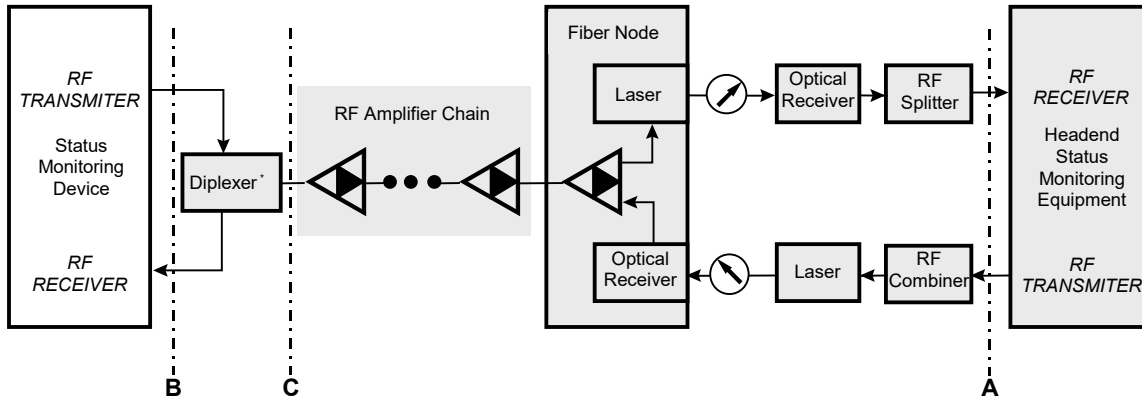 RF
TRANSMITER
Status
Monitoring
Device
RF
RECEIVER
Diplexer*
RF Amplifier Chain
Fiber Node
Laser
Optical
Receiver
Optical
Receiver
RF
Splitter
Laser
RF
Combiner
RF
RECEIVER
Headend
Status
Monitoring
Equipment
RF
TRANSMITER
B
C
A